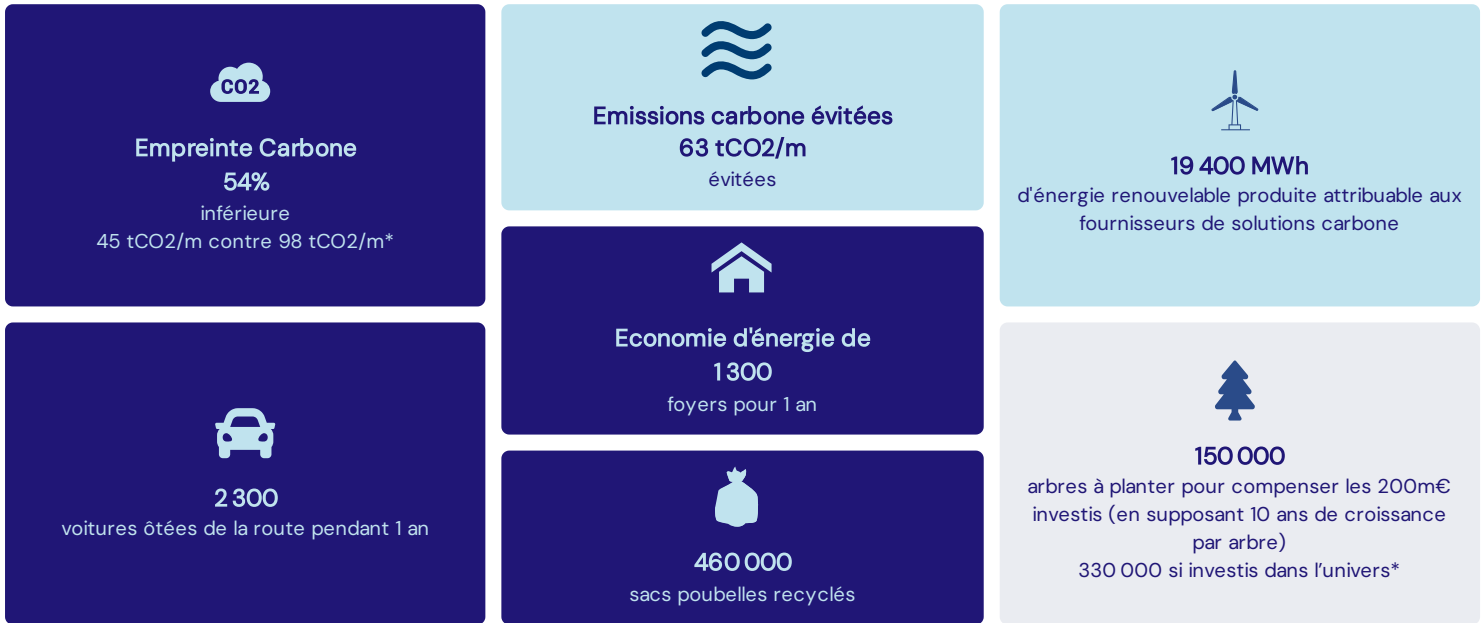 CO2
Empreinte Carbone
54%
inférieure
45 tCO2/m contre 98 tCO2/m*
2 300
voitures ôtées de la route pendant 1 an
Emissions carbone évitées
63 tCO2/m
évitées
Economie d'énergie de
1 300
foyers pour 1 an
460 000
sacs poubelles recyclés
19 400 MWh
d'énergie renouvelable produite attribuable aux
fournisseurs de solutions carbone
150 000
arbres à planter pour compenser les 200m€
investis (en supposant 10 ans de croissance
par arbre)
330 000 si investis dans l’univers*